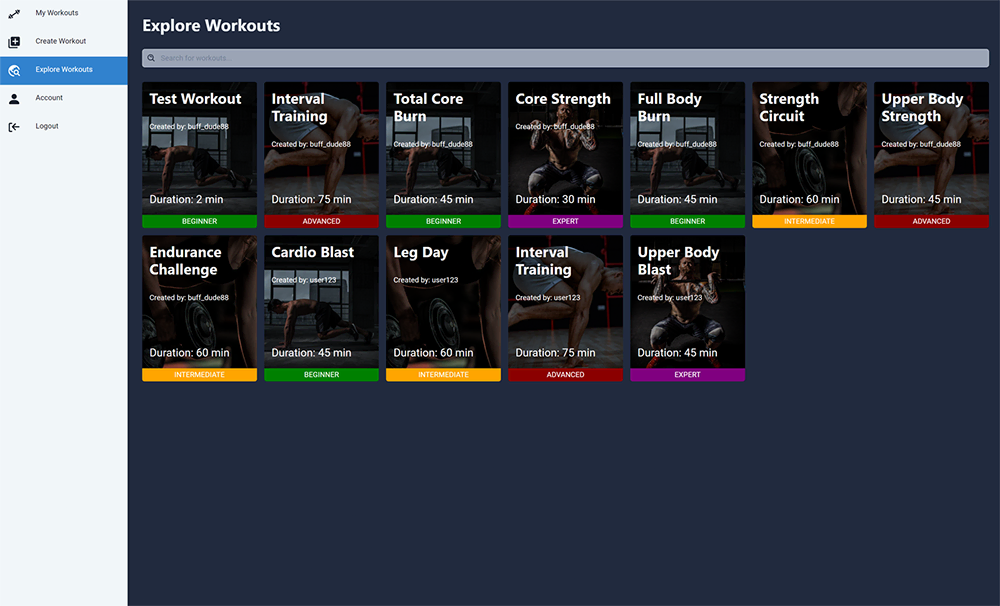 My Workouts
Create Workout
Explore Workouts
Account
Logout
Explore Workouts
Search for workouts...
Test Workout
Created by: buff_dude88
Duration: 2 min
BEGINNER
Interval
Training
Created by: buff_dude88
Duration: 75 min
ADVANCED
Total Core
Burn
Created by: buff_dude88
Duration: 45 min
BEGINNER
Core Strength
Created by: buff_dude88
Duration: 30 min
EXPERT
Full Body
Burn
Created by: buff_dude88
Duration: 45 min
BEGINNER
Strength
Circuit
Created by: buff_dude88
Duration: 60 min
INTERMEDIATE
Upper Body
Strength
Created by: buff_dude88
Duration: 45 min
ADVANCED
Endurance
Challenge
Created by: buff_dude88
Duration: 60 min
INTERMEDIATE
Cardio Blast
Created by: user123
Duration: 45 min
BEGINNER
Leg Day
Created by: user123
Duration: 60 min
INTERMEDIATE
Interval
Training
Created by: user123
Duration: 75 min
ADVANCED
Upper Body
Blast
Created by: user123
Duration: 45 min
EXPERT